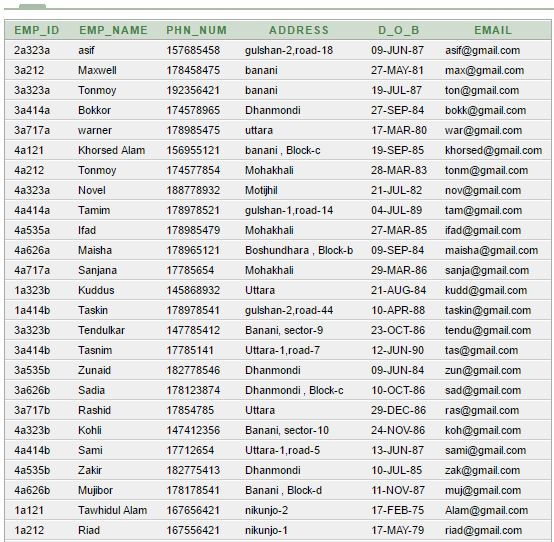 EMP_ID EMP_NAME PHN_NUM ADDRESS D_O_B EMAIL
2a323a asif 157685458 gulshan-2,road-18 09-JUN-87 asif@gmail.com
3a212 Maxwell 178458475 banani 27-MAY-81 max@gmail.com
3a323a Tonmoy 192356421 banani 19-JUL-87 ton@gmail.com
3a414a Bokkor 174578965 Dhanmondi 27-SEP-84 bokk@gmail.com
3a717a warner 178985475 uttara 17-MAR-80 war@gmail.com
4a121 Khorsed Alam 156955121 banani , Block-c 19-SEP-85 khorsed@gmail.com
4a212 Tonmoy 174577854 Mohakhali 28-MAR-83 tonm@gmail.com
4a323a Novel 188778932 Motijhil 21-JUL-82 nov@gmail.com
4a414a Tamim 178978521 gulshan-1,road-14 04-JUL-89 tam@gmail.com
4a535a Ifad 178985479 Mohakhali 27-MAR-85 ifad@gmail.com
4a626a Maisha 178965121 Boshundhara , Block-b 09-SEP-84 maisha@gmail.com
4a717a Sanjana 17785654 Mohakhali 29-MAR-86 sanja@gmail.com
1a323b Kuddus 145868932 Uttara 21-AUG-84 kudd@gmail.com
1a414b Taskin 178978541 gulshan-2,road-44 10-APR-88 taskin@gmail.com
3a323b Tendulkar 147785412 Banani, sector-9 23-OCT-86 tendu@gmail.com
3a414b Tasnim 17785141 Uttara-1,road-7 12-JUN-90 tas@gmail.com
3a535b Zunaid 182778546 Dhanmondi 09-JUN-84 zun@gmail.com
3a626b Sadia 178123874 Dhanmondi , Block-c 10-OCT-86 sad@gmail.com
3a717b Rashid 17854785 Uttara 29-DEC-86 ras@gmail.com
4a323b Kohli 147412356 Banani, sector-10 24-NOV-86 koh@gmail.com
4a414b Sami 17712654 Uttara-1,road-5 13-JUN-87 sami@gmail.com
4a535b Zakir 182775413 Dhanmondi 10-JUL-85 zak@gmail.com
4a626b Mujibor 178178541 Banani , Block-d 11-NOV-87 muj@gmail.com
1a121 Tawhidul Alam 167656421 nikunjo-2 17-FEB-75 Alam@gmail.com
1a212 Riad 167556421 nikunjo-1 17-MAY-79 riad@gmail.com